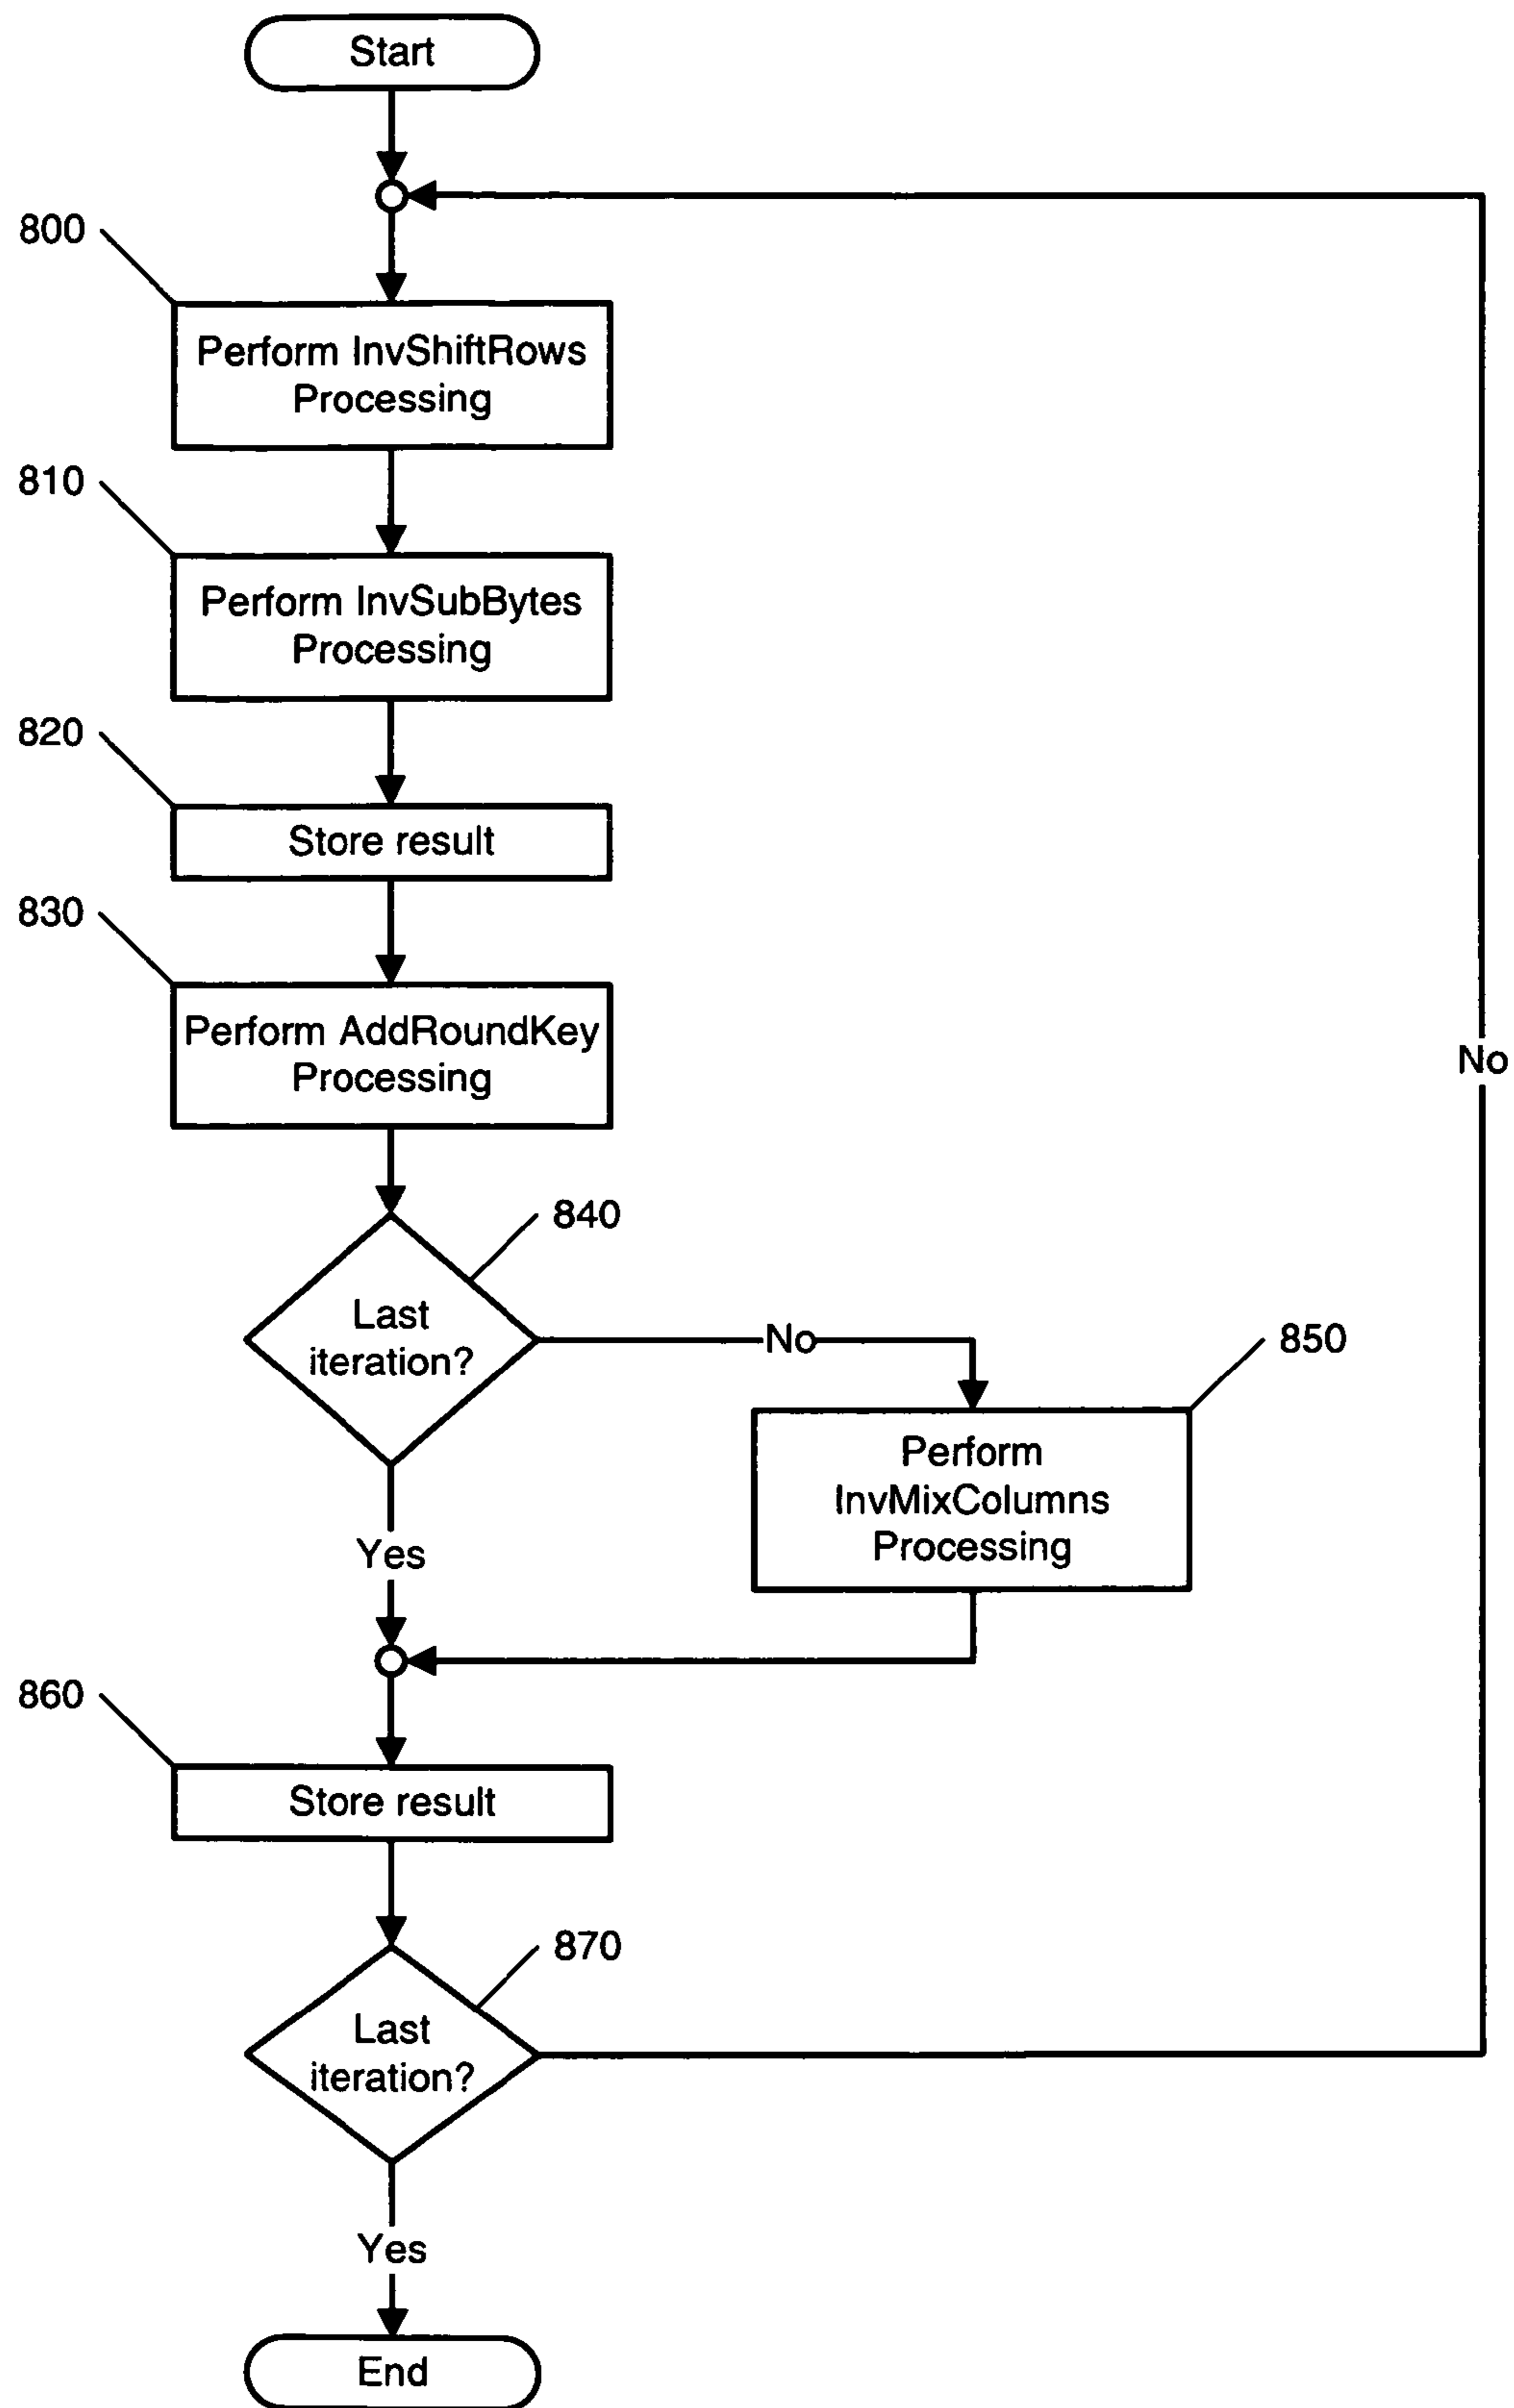 Start
800
Perform InvShiftRows
Processing
810
Perform InvSubBytes
Processing
820
Store result
830
Perform AddRoundKey
Processing
No
840
Last
iteration?
No
850
Perform
InvMixColumns
Processing
Yes
860
Store result
870
Last
iteration?
Yes
End